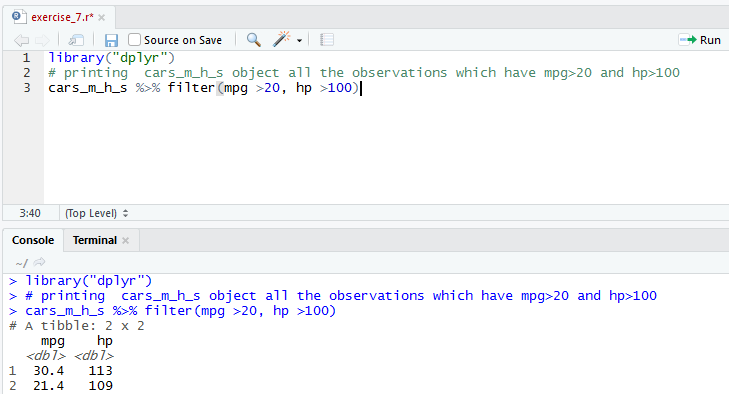 exercise_7.r* ×
Source on Save Run
1 library("dplyr")
2 # printing  cars_m_h_s object all the observations which have mpg>20 and hp>100
3 cars_m_h_s %>% filter(mpg >20, hp >100)
3:40 (Top Level)
Console Terminal ×
~/
> library("dplyr")
> # printing  cars_m_h_s object all the observations which have mpg>20 and hp>100
> cars_m_h_s %>% filter(mpg >20, hp >100)
# A tibble: 2 x 2
mpg hp
<dbl> <dbl>
1 30.4 113
2 21.4 109